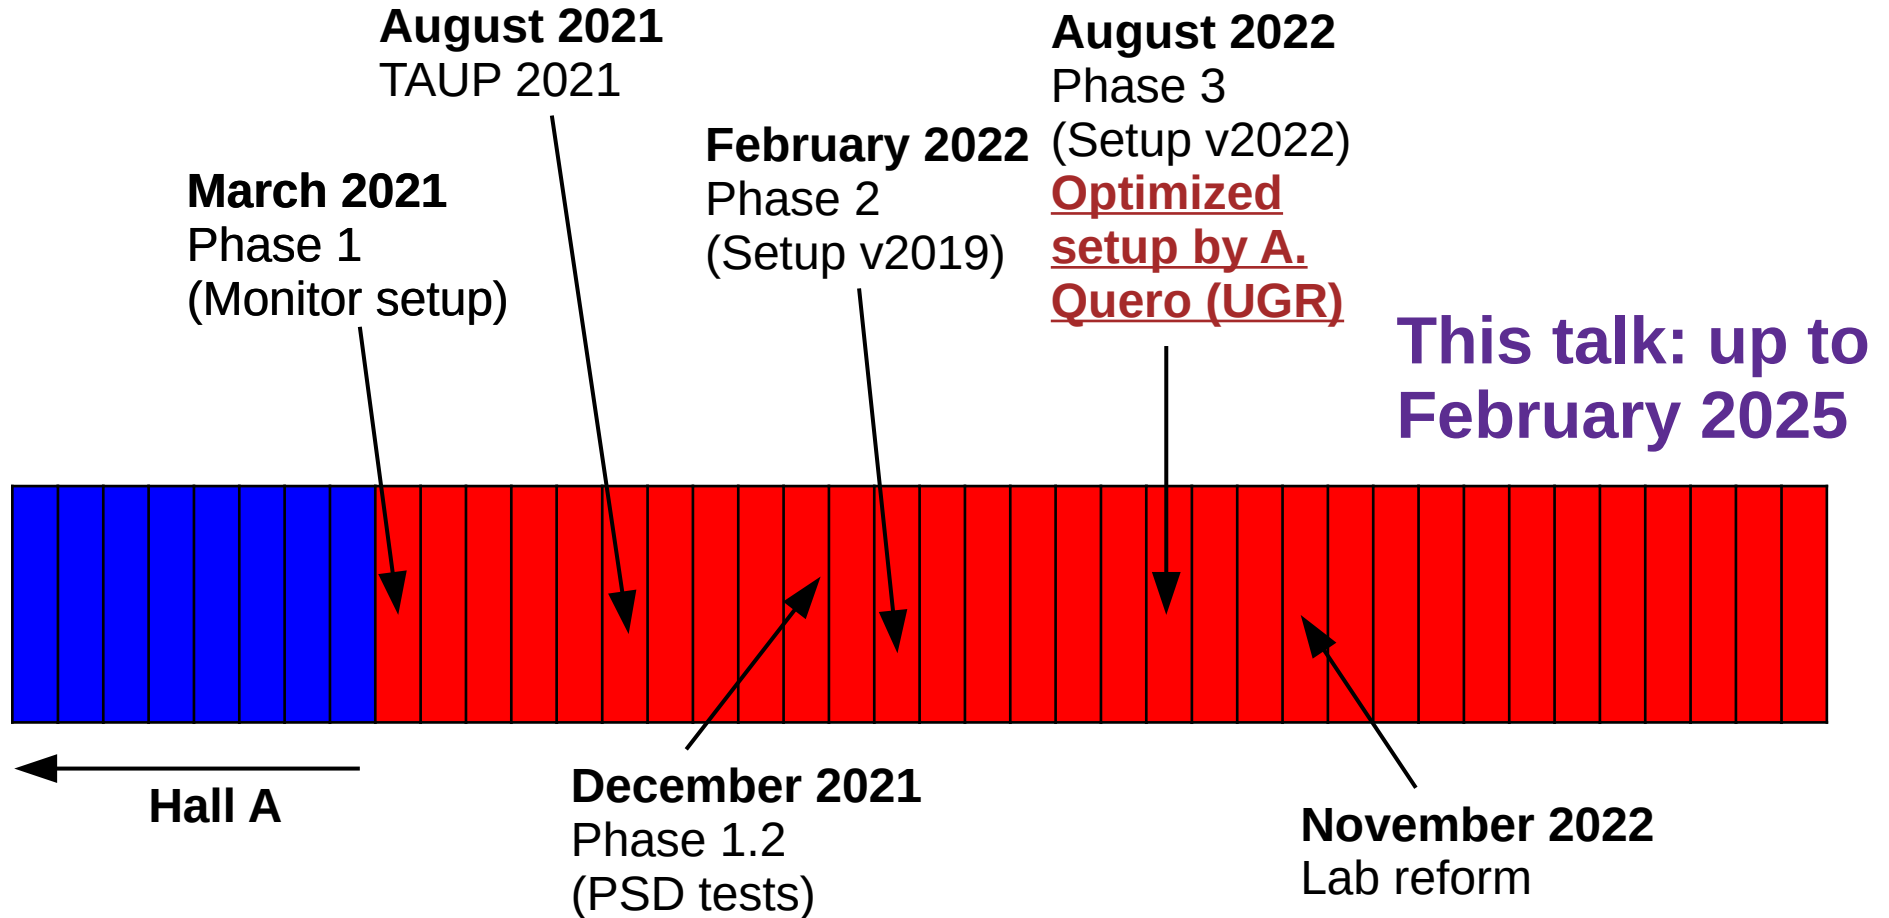 August 2021
TAUP 2021
August 2022
Phase 3
(Setup v2022)
Optimized
setup by A.
Quero (UGR)
February 2022
Phase 2
(Setup v2019)
March 2021
Phase 1
(Monitor setup)
This talk: up to
February 2025
Hall A
December 2021
Phase 1.2
(PSD tests)
November 2022
Lab reform